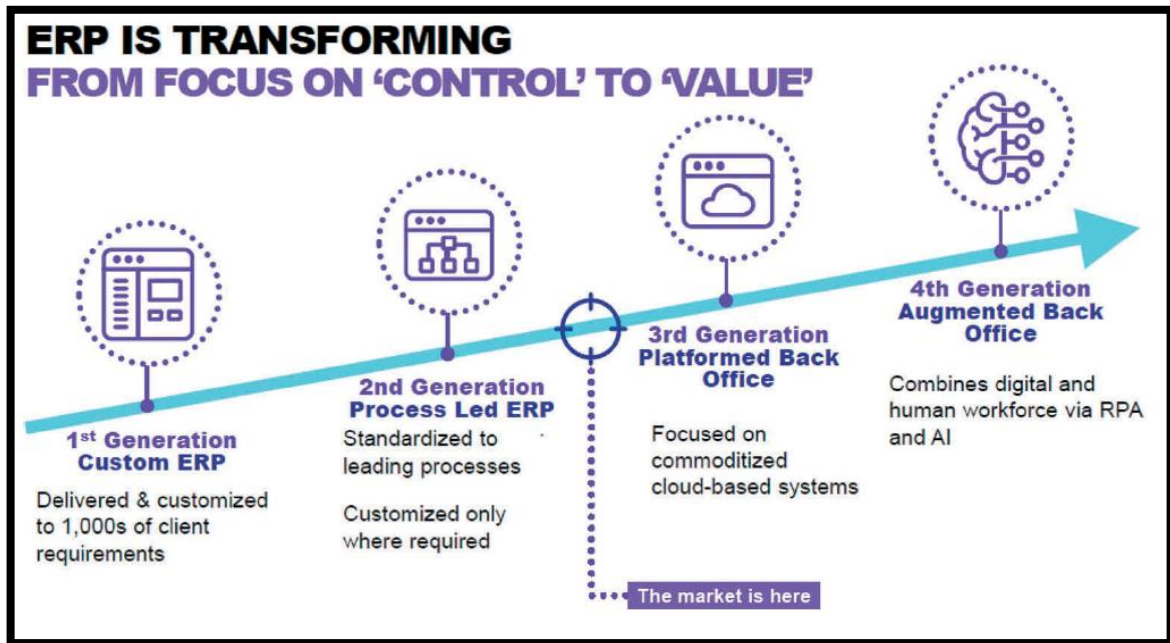 ERP IS TRANSFORMING
FROM FOCUS ON ‘CONTROL’ TO ‘VALUE’
1st Generation
Custom ERP
Delivered & customized
to 1,000s of client
requirements
2nd Generation
Process Led ERP
Standardized to
leading processes
Customized only
where required
The market is here
3rd Generation
Platformed Back
Office
Focused on
commoditized
cloud-based systems
4th Generation
Augmented Back
Office
Combines digital and
human workforce via RPA
and AI